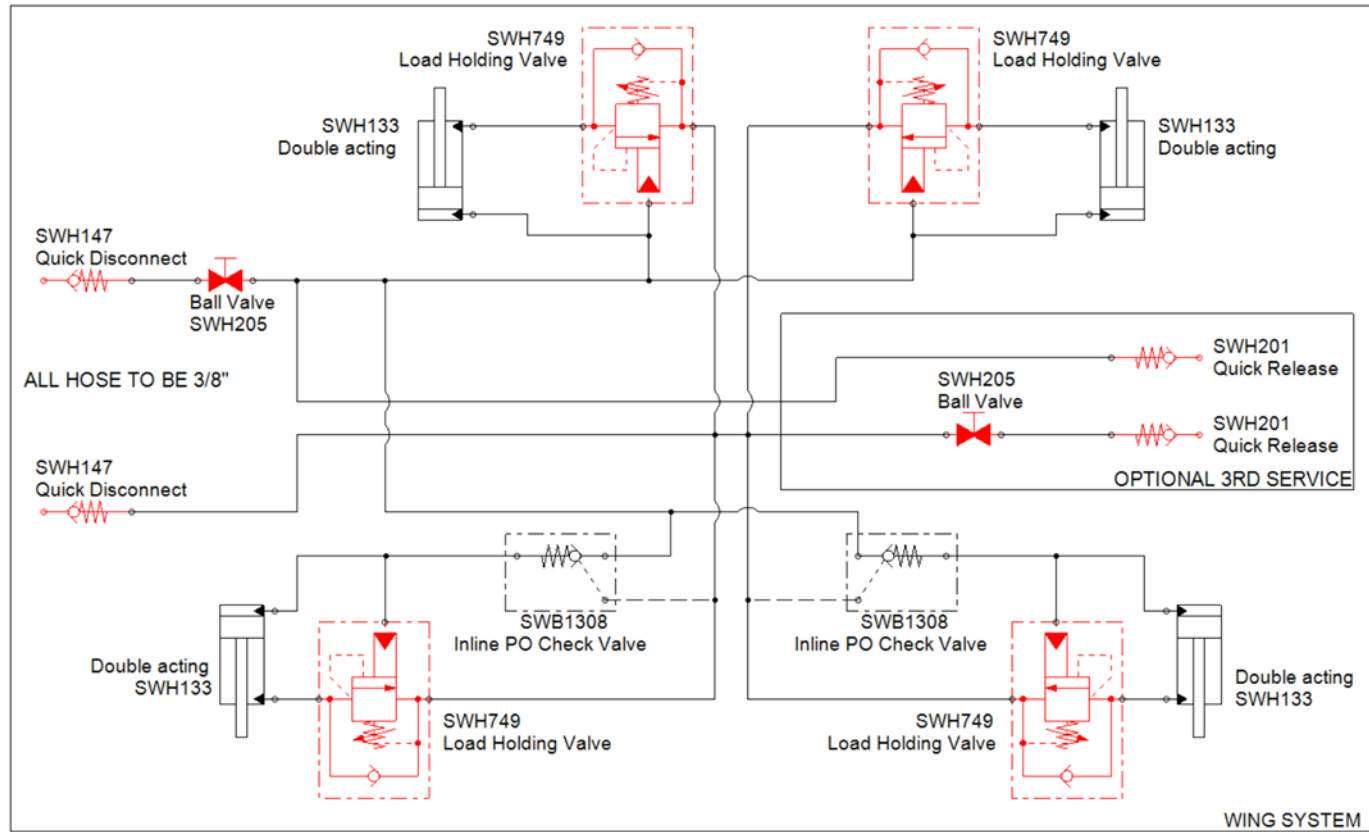 SWH749
Load Holding Valve
SWH749
Load Holding Valve
SWH133
Double acting
SWH133
Double acting
SWH147
Quick Disconnect
Ball Valve
SWH205
ALL HOSE TO BE 3/8"
SWH201
Quick Release
SWH205
Ball Valve
SWH201
Quick Release
OPTIONAL 3RD SERVICE
SWH147
Quick Disconnect
SWB1308
Inline PO Check Valve
SWB1308
Inline PO Check Valve
Double acting
SWH133
SWH749
Load Holding Valve
SWH749
Load Holding Valve
Double acting
SWH133
WING SYSTEM